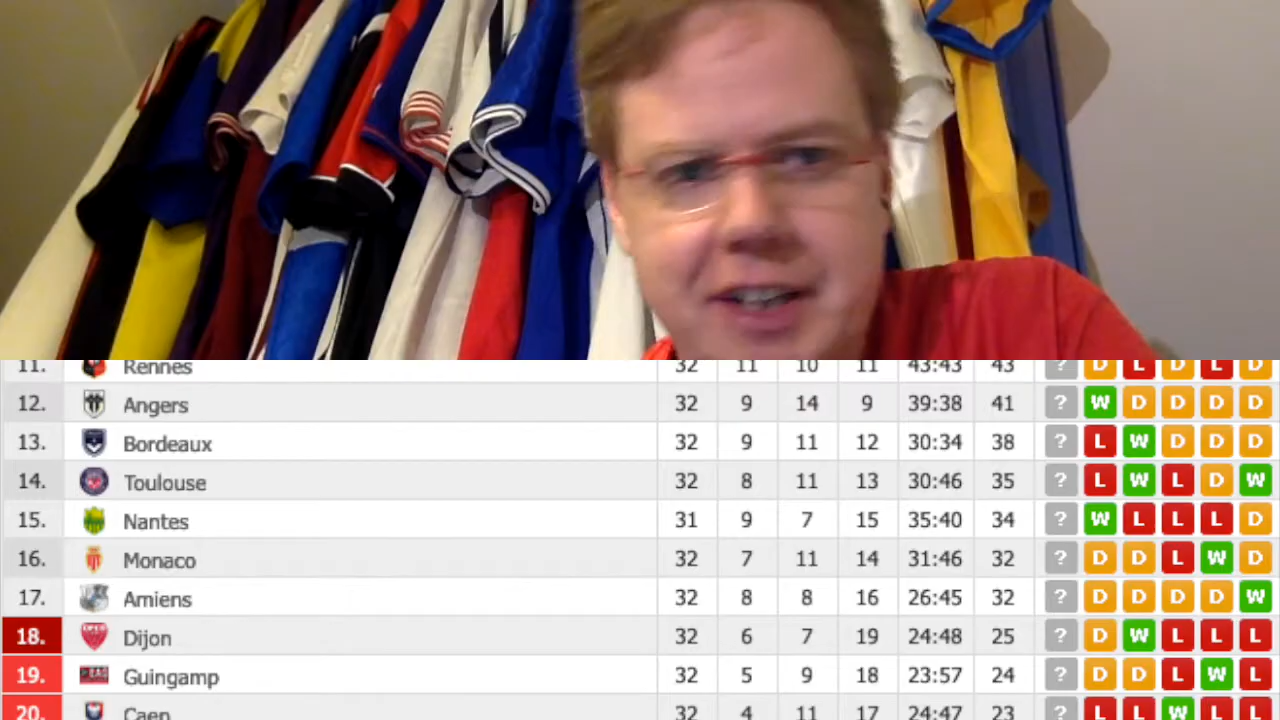 11. Rennes 32 11 10 11 43:43 43 ? D L D L D
12. Angers 32 9 14 9 39:38 41 ? W D D D D
13. Bordeaux 32 9 11 12 30:34 38 ? L W D D D
14. Toulouse 32 8 11 13 30:46 35 ? L W L D W
15. Nantes 31 9 7 15 35:40 34 ? W L L L D
16. Monaco 32 7 11 14 31:46 32 ? D D L W D
17. Amiens 32 8 8 16 26:45 32 ? D D D D W
18. Dijon 32 6 7 19 24:48 25 ? D W L L L
19. Guingamp 32 5 9 18 23:57 24 ? D D L W L
20. Caen 32 4 11 17 24:47 23 ? L L W L L